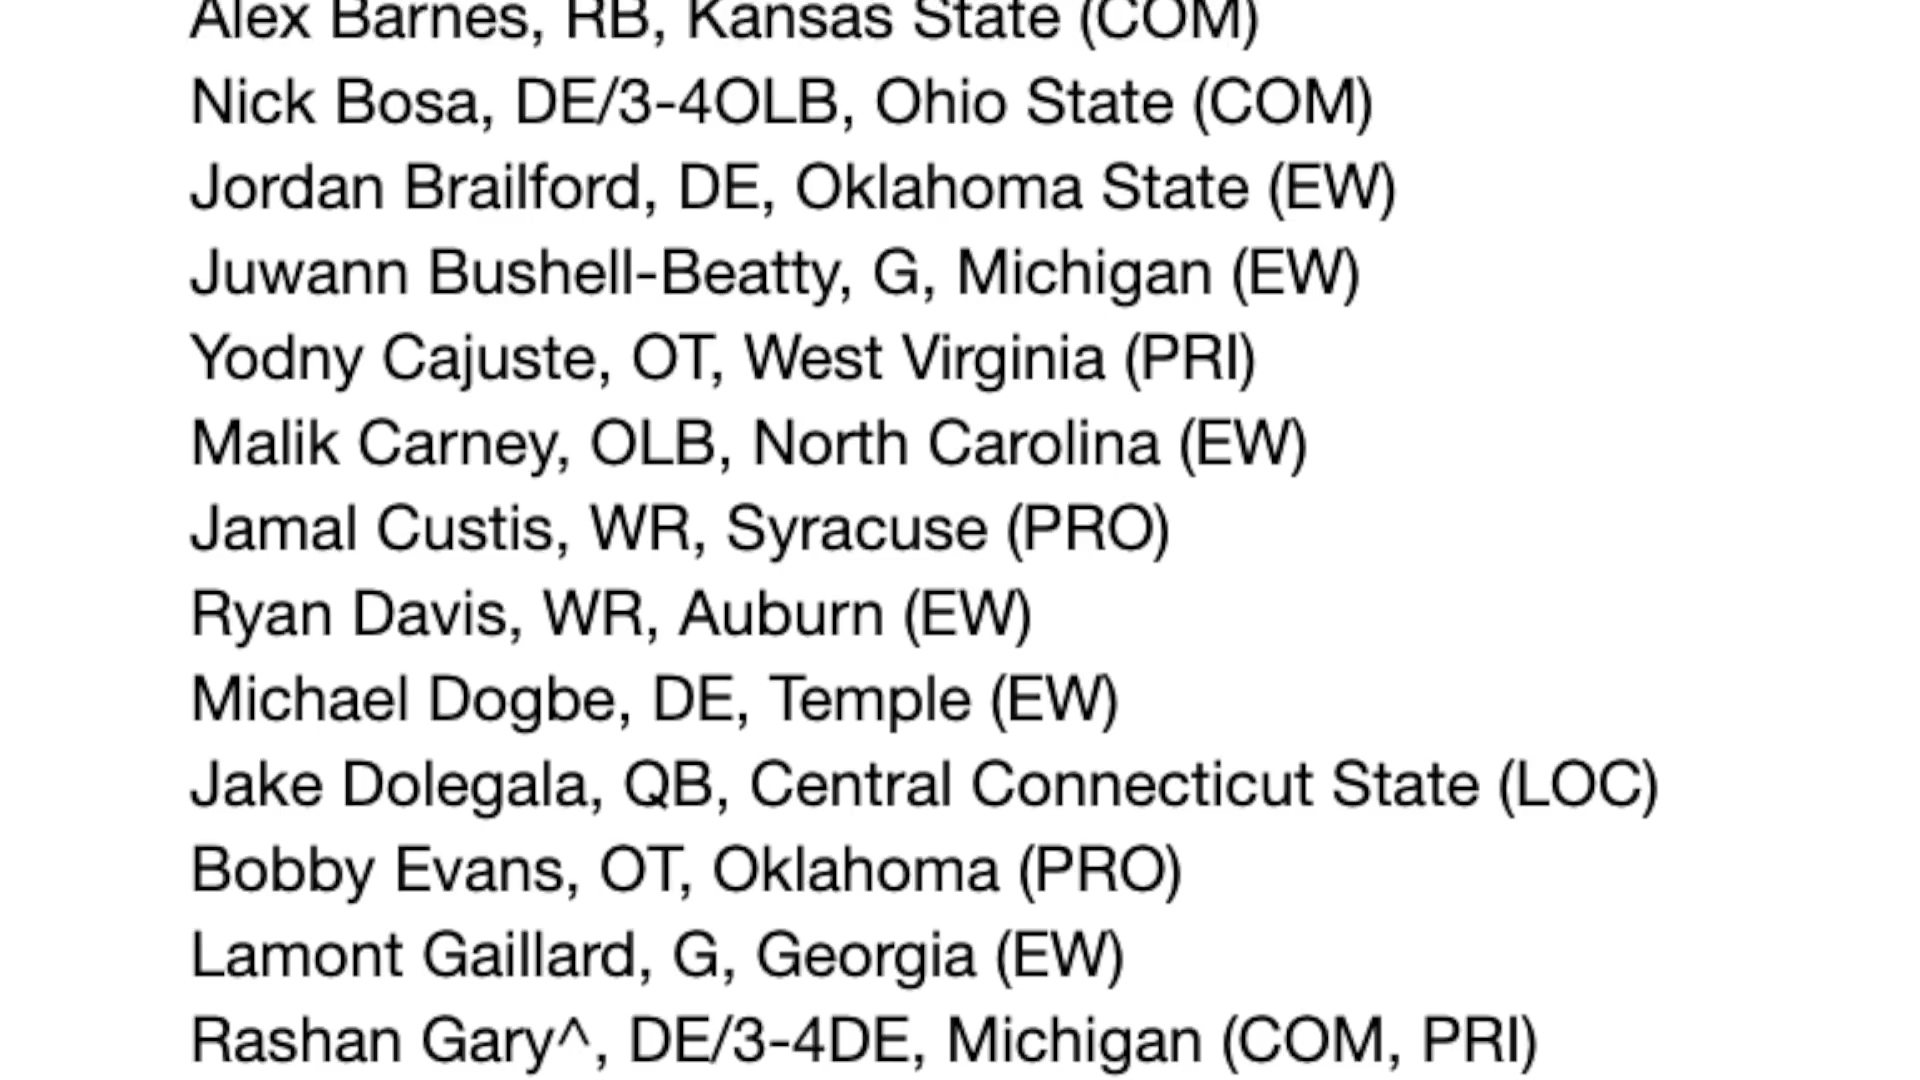 Alex Barnes, RB, Kansas State (COM)
Nick Bosa, DE/3-4OLB, Ohio State (COM)
Jordan Brailford, DE, Oklahoma State (EW)
Juwann Bushell-Beatty, G, Michigan (EW)
Yodny Cajuste, OT, West Virginia (PRI)
Malik Carney, OLB, North Carolina (EW)
Jamal Custis, WR, Syracuse (PRO)
Ryan Davis, WR, Auburn (EW)
Michael Dogbe, DE, Temple (EW)
Jake Dolegala, QB, Central Connecticut State (LOC)
Bobby Evans, OT, Oklahoma (PRO)
Lamont Gaillard, G, Georgia (EW)
Rashan Gary^, DE/3-4DE, Michigan (COM, PRI)